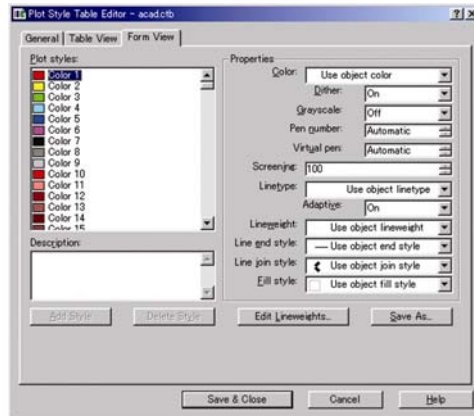 Plot Style Table Editor - acad.ctb
General
Table View
Form View
Plot styles:
Color 1
Color 2
Color 3
Color 4
Color 5
Color 6
Color 7
Color 8
Color 9
Color 10
Color 11
Color 12
Color 13
Color 14
Color 15
Description:
Add Style
Delete Style
Properties
Color: Use object color
Dither: On
Grayscale: Off
Pen number: Automatic
Virtual pen: Automatic
Screening: 100
Linetype: Use object linetype
Adaptive: On
Lineweight: Use object lineweight
Line end style: Use object end style
Line join style: Use object join style
Fill style: Use object fill style
Edit Lineweights...
Save As...
Save & Close
Cancel
Help